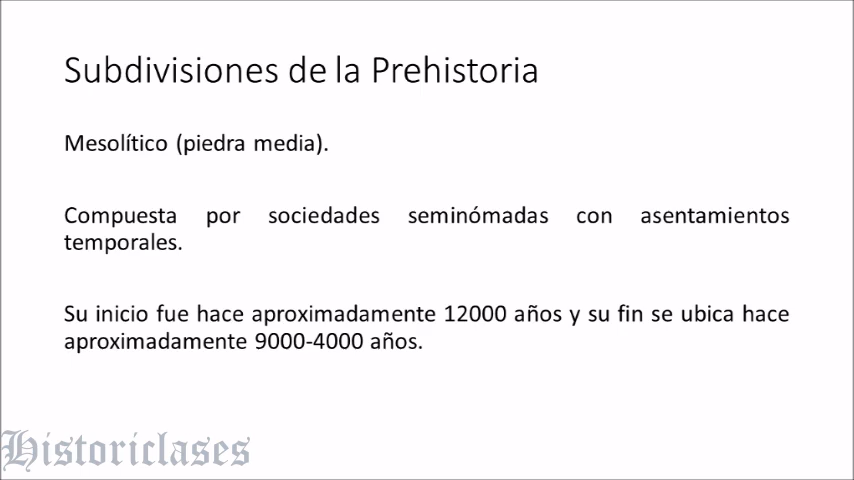 Subdivisiones de la Prehistoria
Mesolítico (piedra media).
Compuesta por sociedades seminómadas con asentamientos
temporales.
Su inicio fue hace aproximadamente 12000 años y su fin se ubica hace
aproximadamente 9000-4000 años.
Historiclases